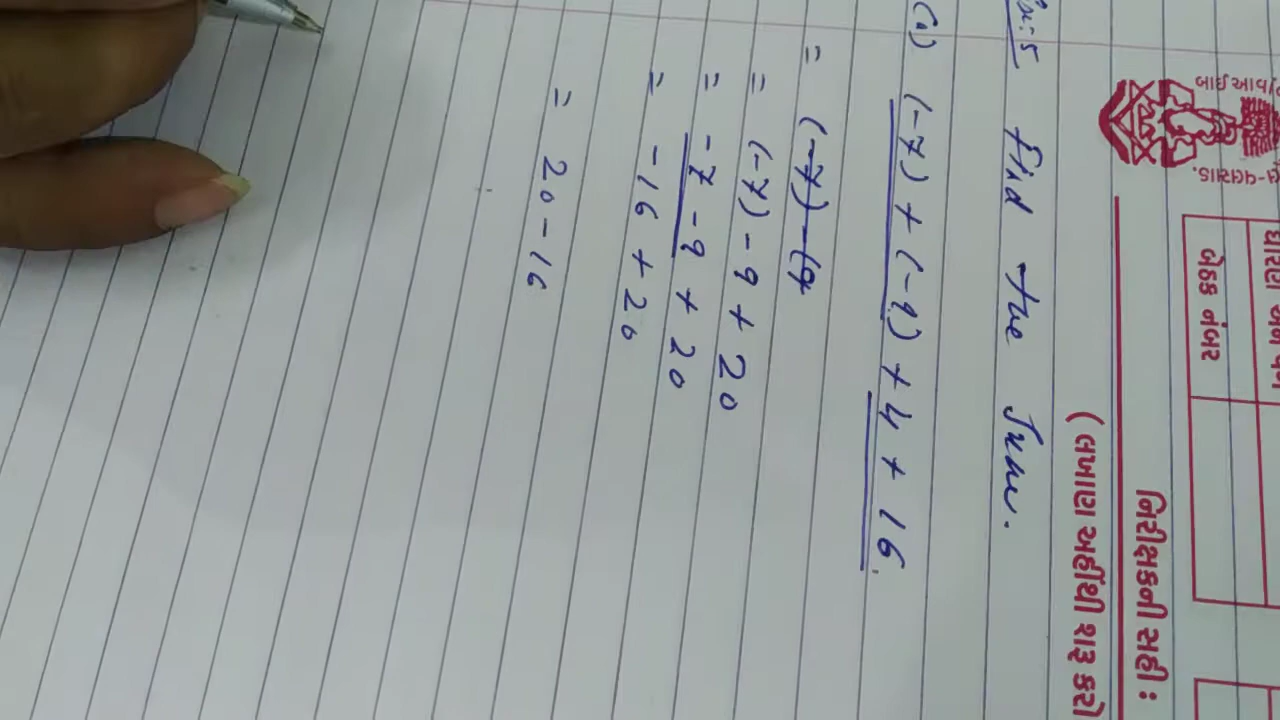 નિરીક્ષકની સહી :
( લખાણ અહીંથી શરૂ કરો
બેઠક નંબર
Ex:5 find the Sum.
(a) (-7) + (-9) + 4 + 16.
= (-7) - (9
= (-7) - 9 + 20
= -7 - 9 + 20
= -16 + 20
= 20 - 16